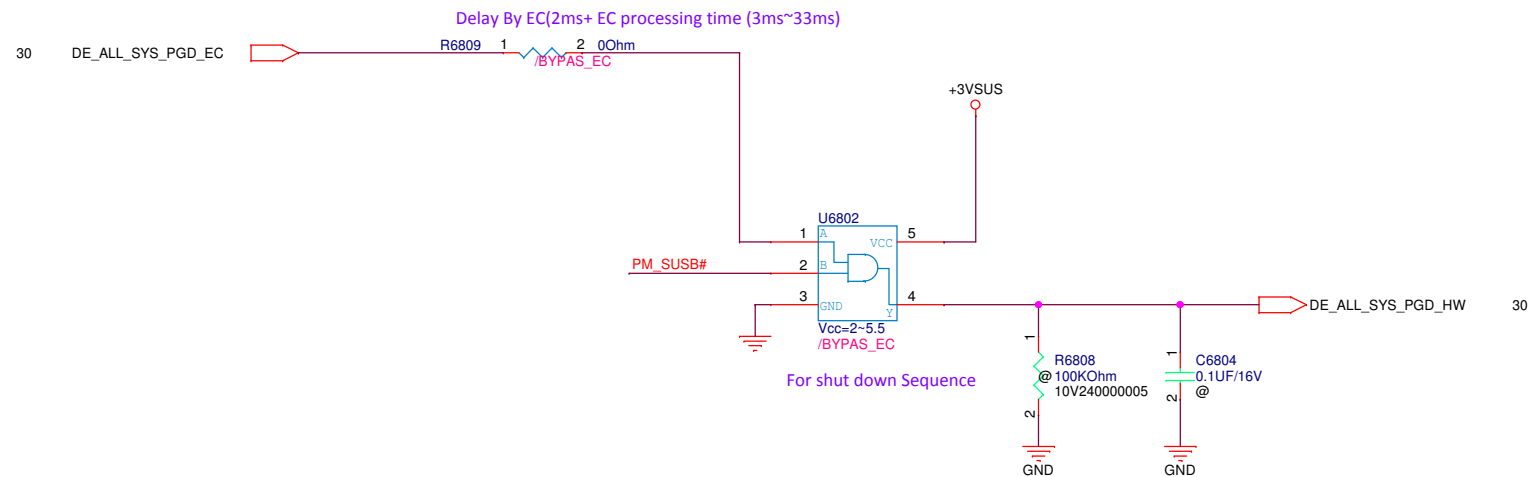 Delay By EC(2ms+ EC processing time (3ms~33ms)
30 DE_ALL_SYS_PGD_EC R6809 1 2 0Ohm
/BYPAS_EC
+3VSUS
U6802
1 A VCC 5
PM_SUSB# 2 B
3 GND Y 4
DE_ALL_SYS_PGD_HW 30
Vcc=2~5.5
/BYPAS_EC
For shut down Sequence
1 R6808
@ 100KOhm
10V240000005
2
GND
1 C6804
0.1UF/16V
@
2
GND